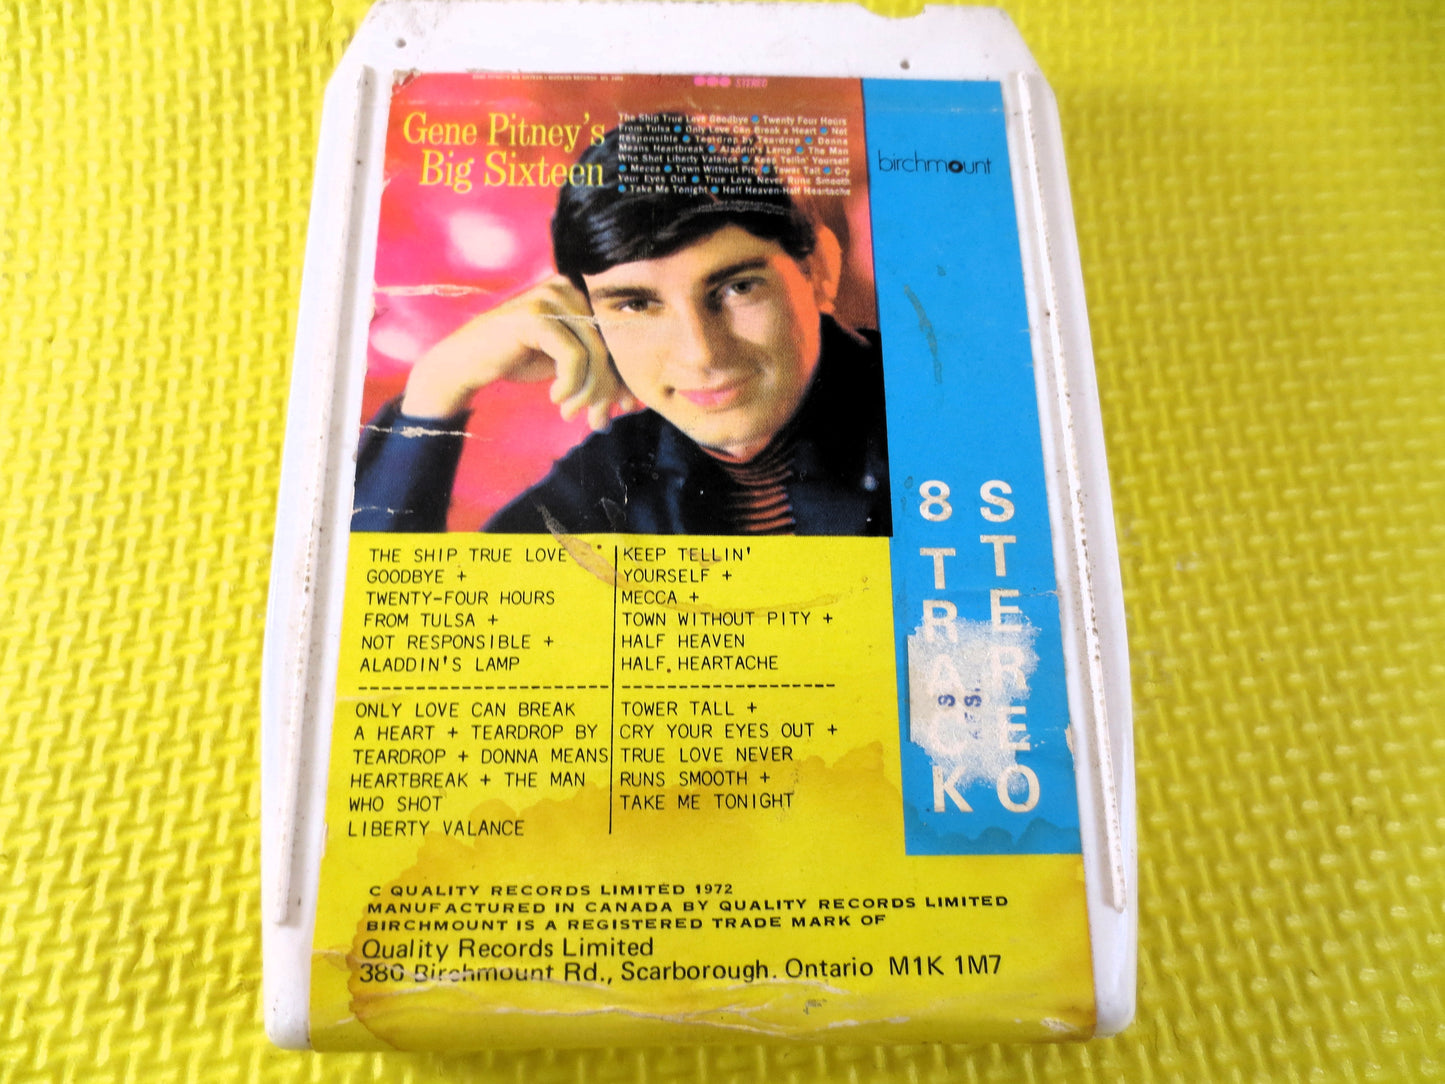 STEREO
Gene Pitney's
Big Sixteen
The Ship True Love Goodbye • Twenty Four Hours
From Tulsa • Only Love Can Break a Heart • Not
Responsible • Teardrop By Teardrop • Donna
Means Heartbreak • Aladdin's Lamp • The Man
Who Shot Liberty Valance • Keep Tellin' Yourself
• Mecca • Town Without Pity • Tower Tall • Cry
Your Eyes Out • True Love Never Runs Smooth
• Take Me Tonight • Half Heaven-Half Heartache
birchmount
8 TRACK
STEREO
THE SHIP TRUE LOVE
GOODBYE +
TWENTY-FOUR HOURS
FROM TULSA +
NOT RESPONSIBLE +
ALADDIN'S LAMP
KEEP TELLIN'
YOURSELF +
MECCA +
TOWN WITHOUT PITY +
HALF HEAVEN
HALF HEARTACHE
ONLY LOVE CAN BREAK
A HEART + TEARDROP BY
TEARDROP + DONNA MEANS
HEARTBREAK + THE MAN
WHO SHOT
LIBERTY VALANCE
TOWER TALL +
CRY YOUR EYES OUT +
TRUE LOVE NEVER
RUNS SMOOTH +
TAKE ME TONIGHT
C QUALITY RECORDS LIMITED 1972
MANUFACTURED IN CANADA BY QUALITY RECORDS LIMITED
BIRCHMOUNT IS A REGISTERED TRADE MARK OF
Quality Records Limited
380 Birchmount Rd., Scarborough. Ontario M1K 1M7